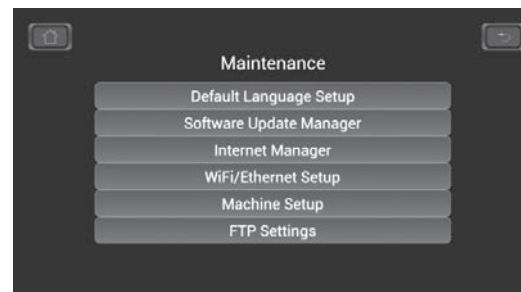 Maintenance
Default Language Setup
Software Update Manager
Internet Manager
WiFi/Ethernet Setup
Machine Setup
FTP Settings